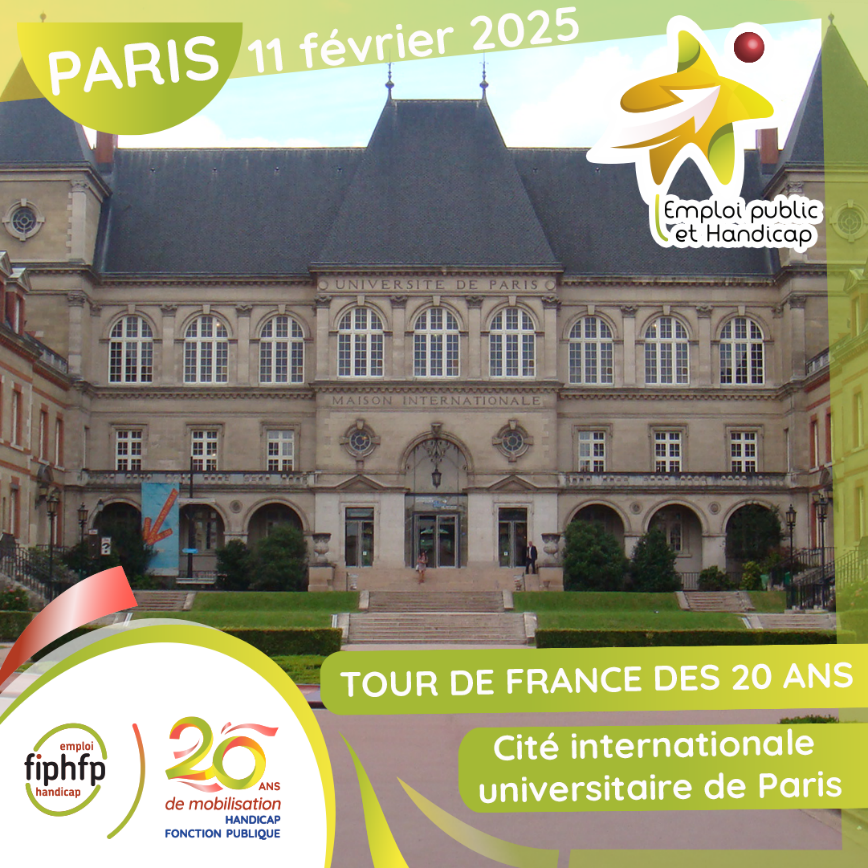 PARIS 11 février 2025
Emploi public
et Handicap
UNIVERSITE DE PARIS
MAISON INTERNATIONALE
TOUR DE FRANCE DES 20 ANS
Cité internationale
universitaire de Paris
emploi
fiphfp
handicap
20 ANS
de mobilisation
HANDICAP
FONCTION PUBLIQUE